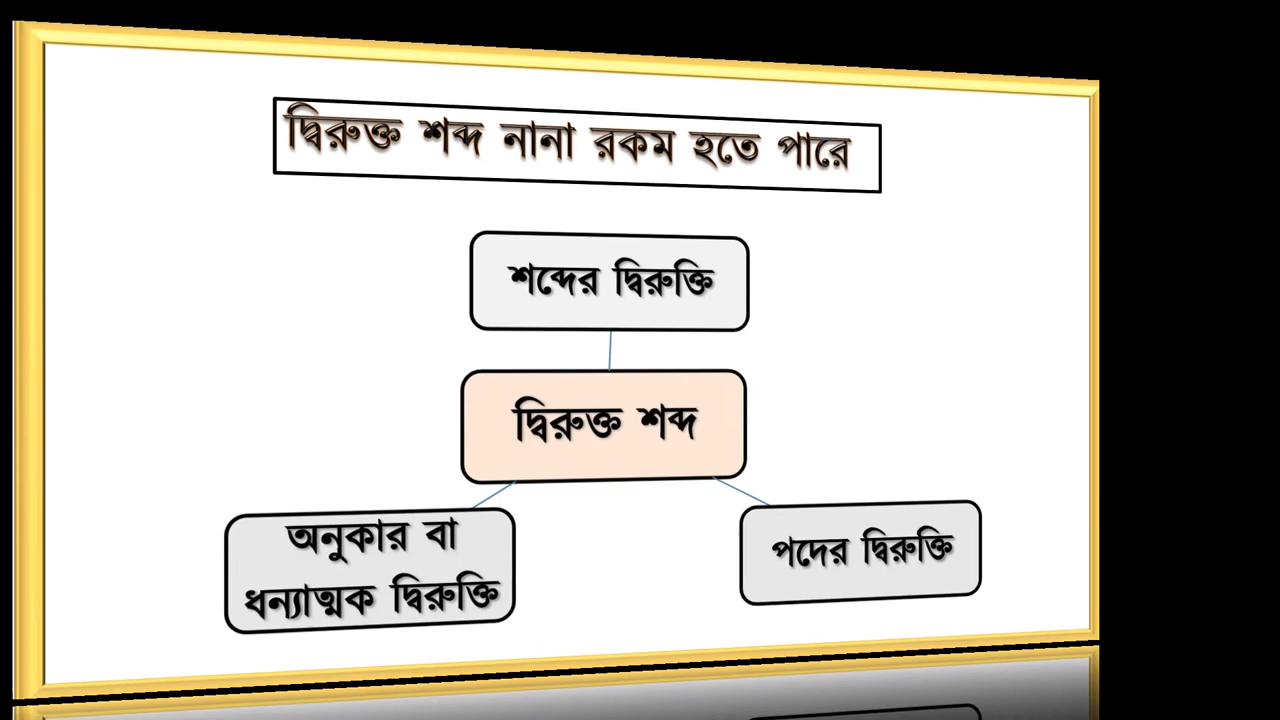 দ্বিরুক্ত শব্দ নানা রকম হতে পারে
শব্দের দ্বিরুক্তি
দ্বিরুক্ত শব্দ
অনুকার বা
ধন্যাত্মক দ্বিরুক্তি
পদের দ্বিরুক্তি